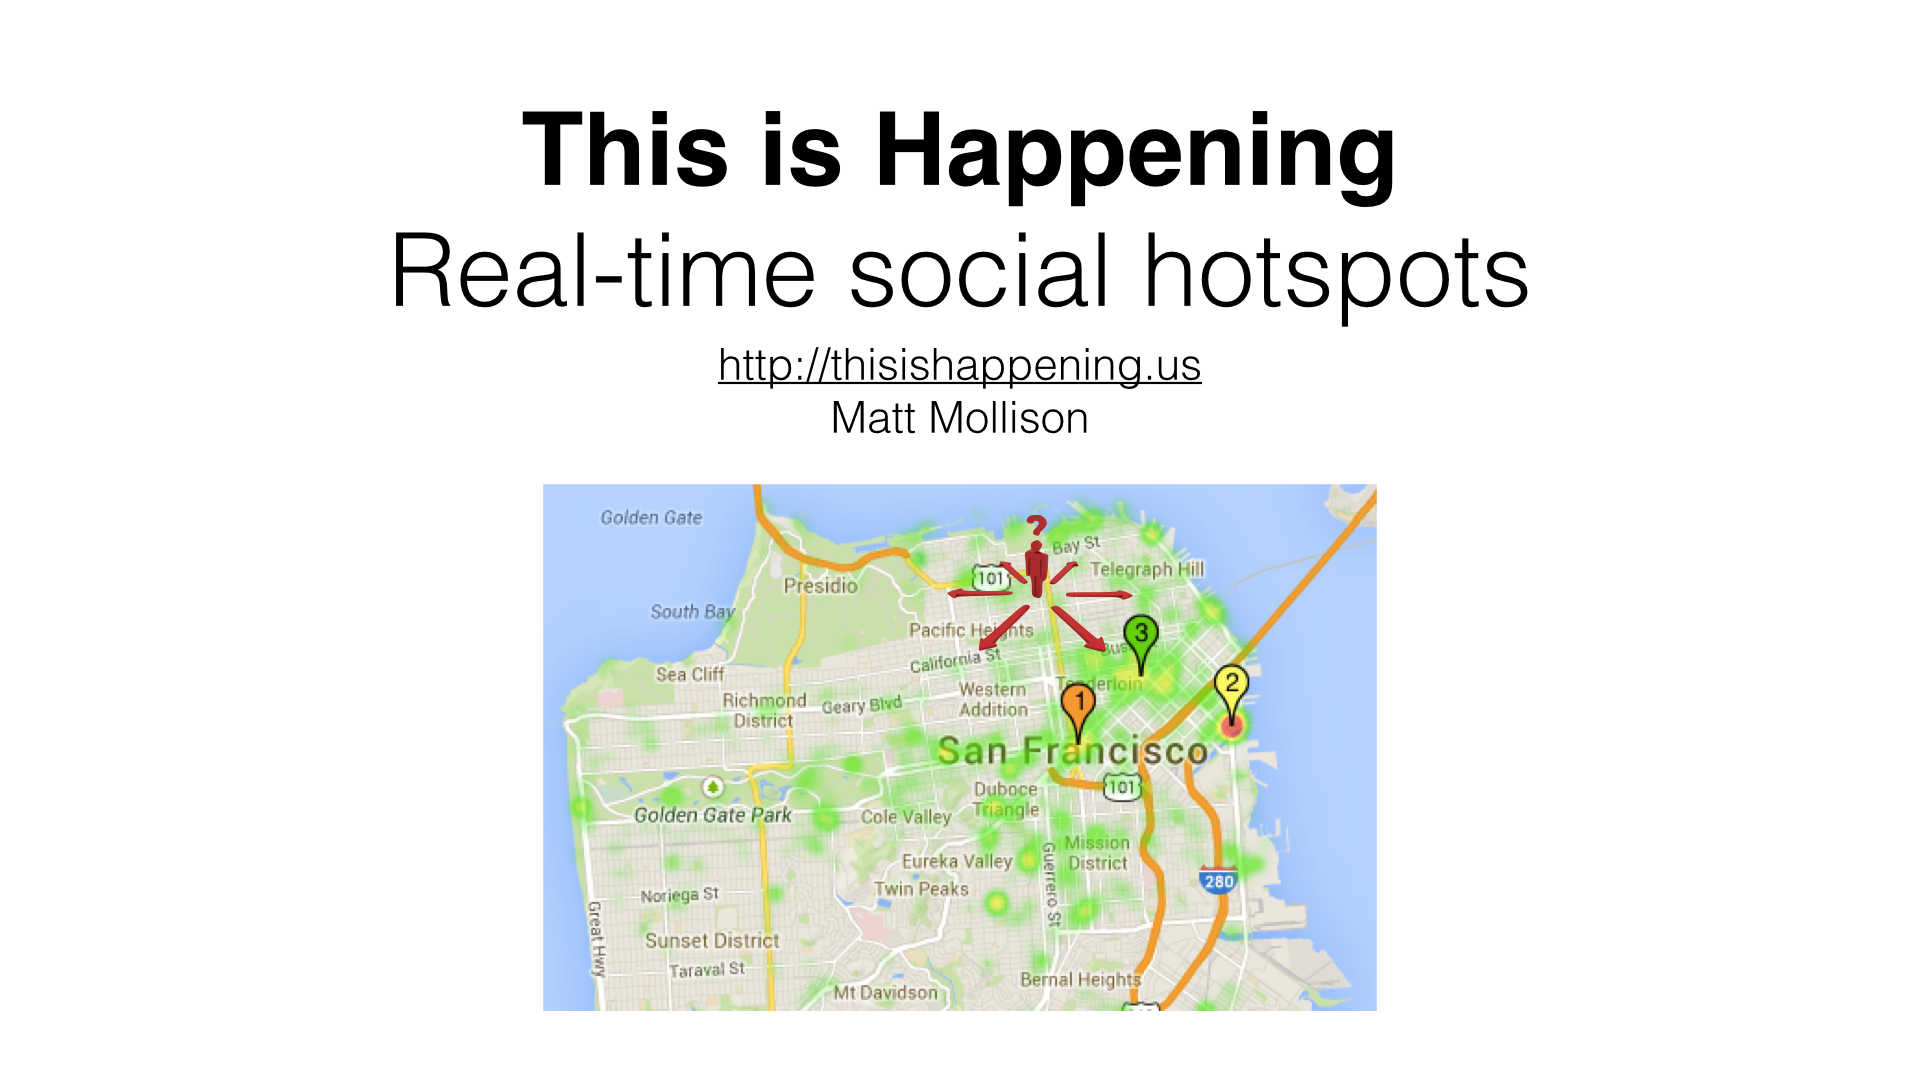 This is Happening
Real-time social hotspots
http://thisishappening.us
Matt Mollison
Golden Gate
?
Bay St
101
Telegraph Hill
Presidio
South Bay
Pacific Heights
3
California St
Sea Cliff
Tenderloin
2
Richmond
District
Geary Blvd
Western
Addition
1
San Francisco
101
Duboce
Triangle
Golden Gate Park
Cole Valley
Mission
District
Eureka Valley
Guerrero St
280
Twin Peaks
Noriega St
Great Hwy
Sunset District
Taraval St
Bernal Heights
Mt Davidson